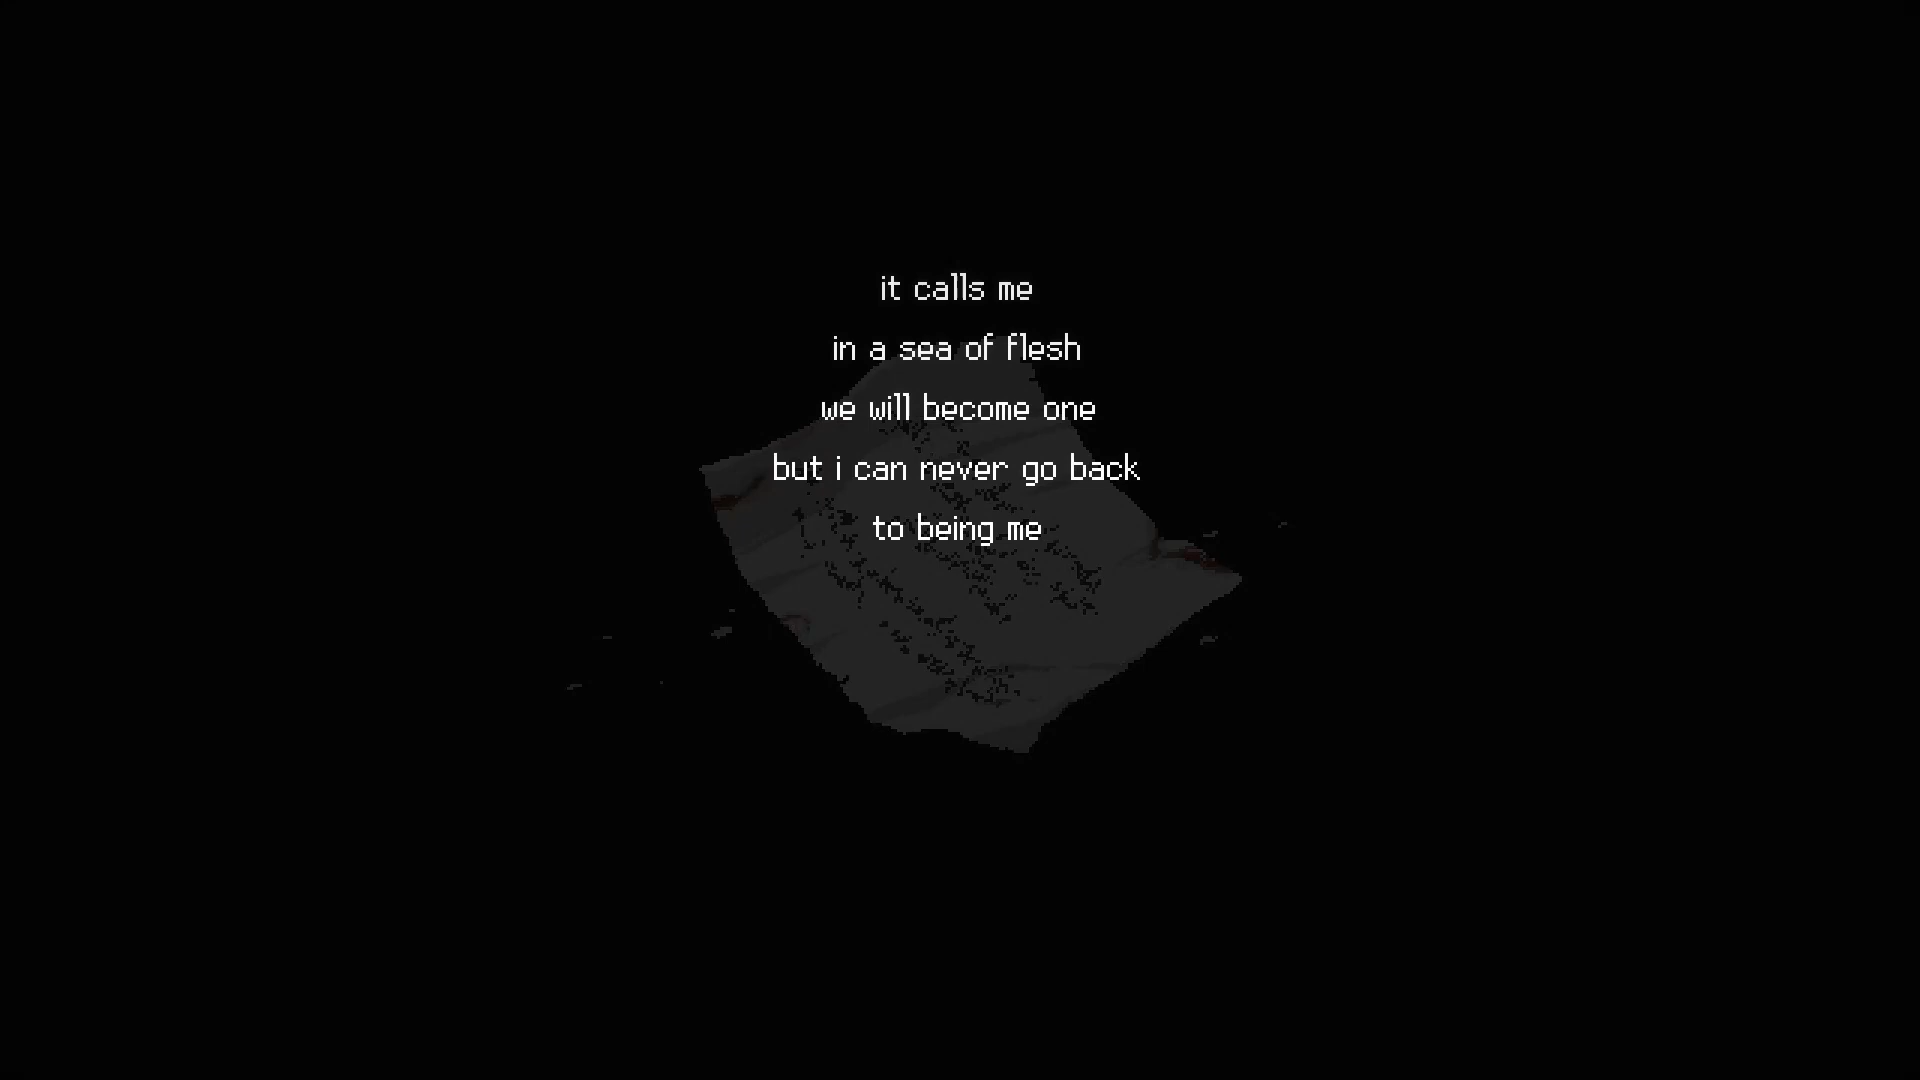 it calls me
in a sea of flesh
we will become one
but i can never go back
to being me